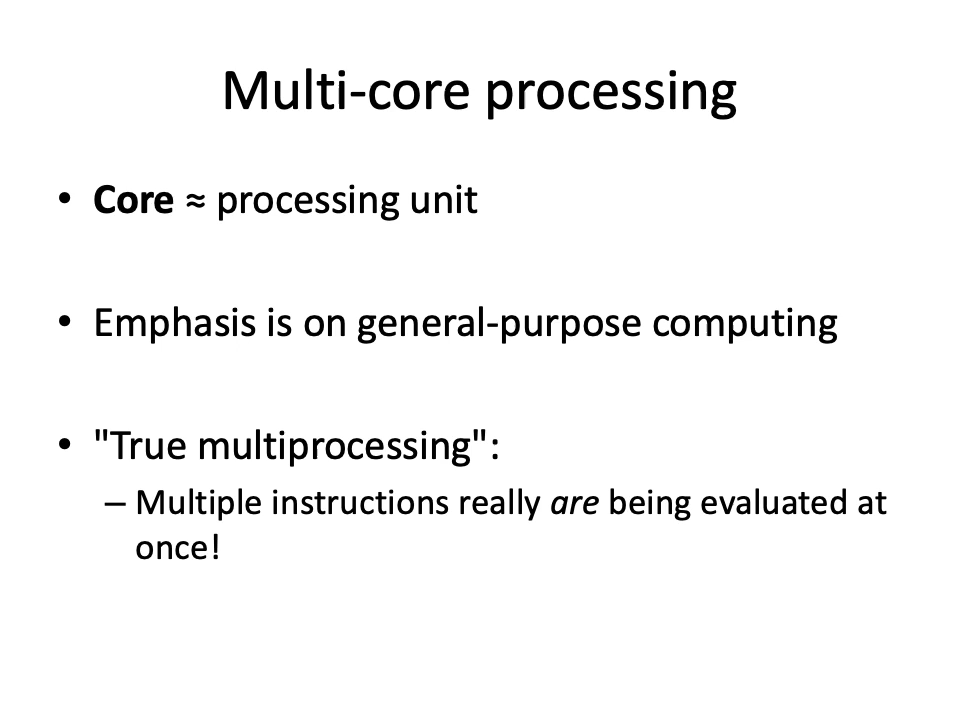 Multi-core processing
• Core ≈ processing unit
• Emphasis is on general-purpose computing
• "True multiprocessing":
– Multiple instructions really are being evaluated at
once!